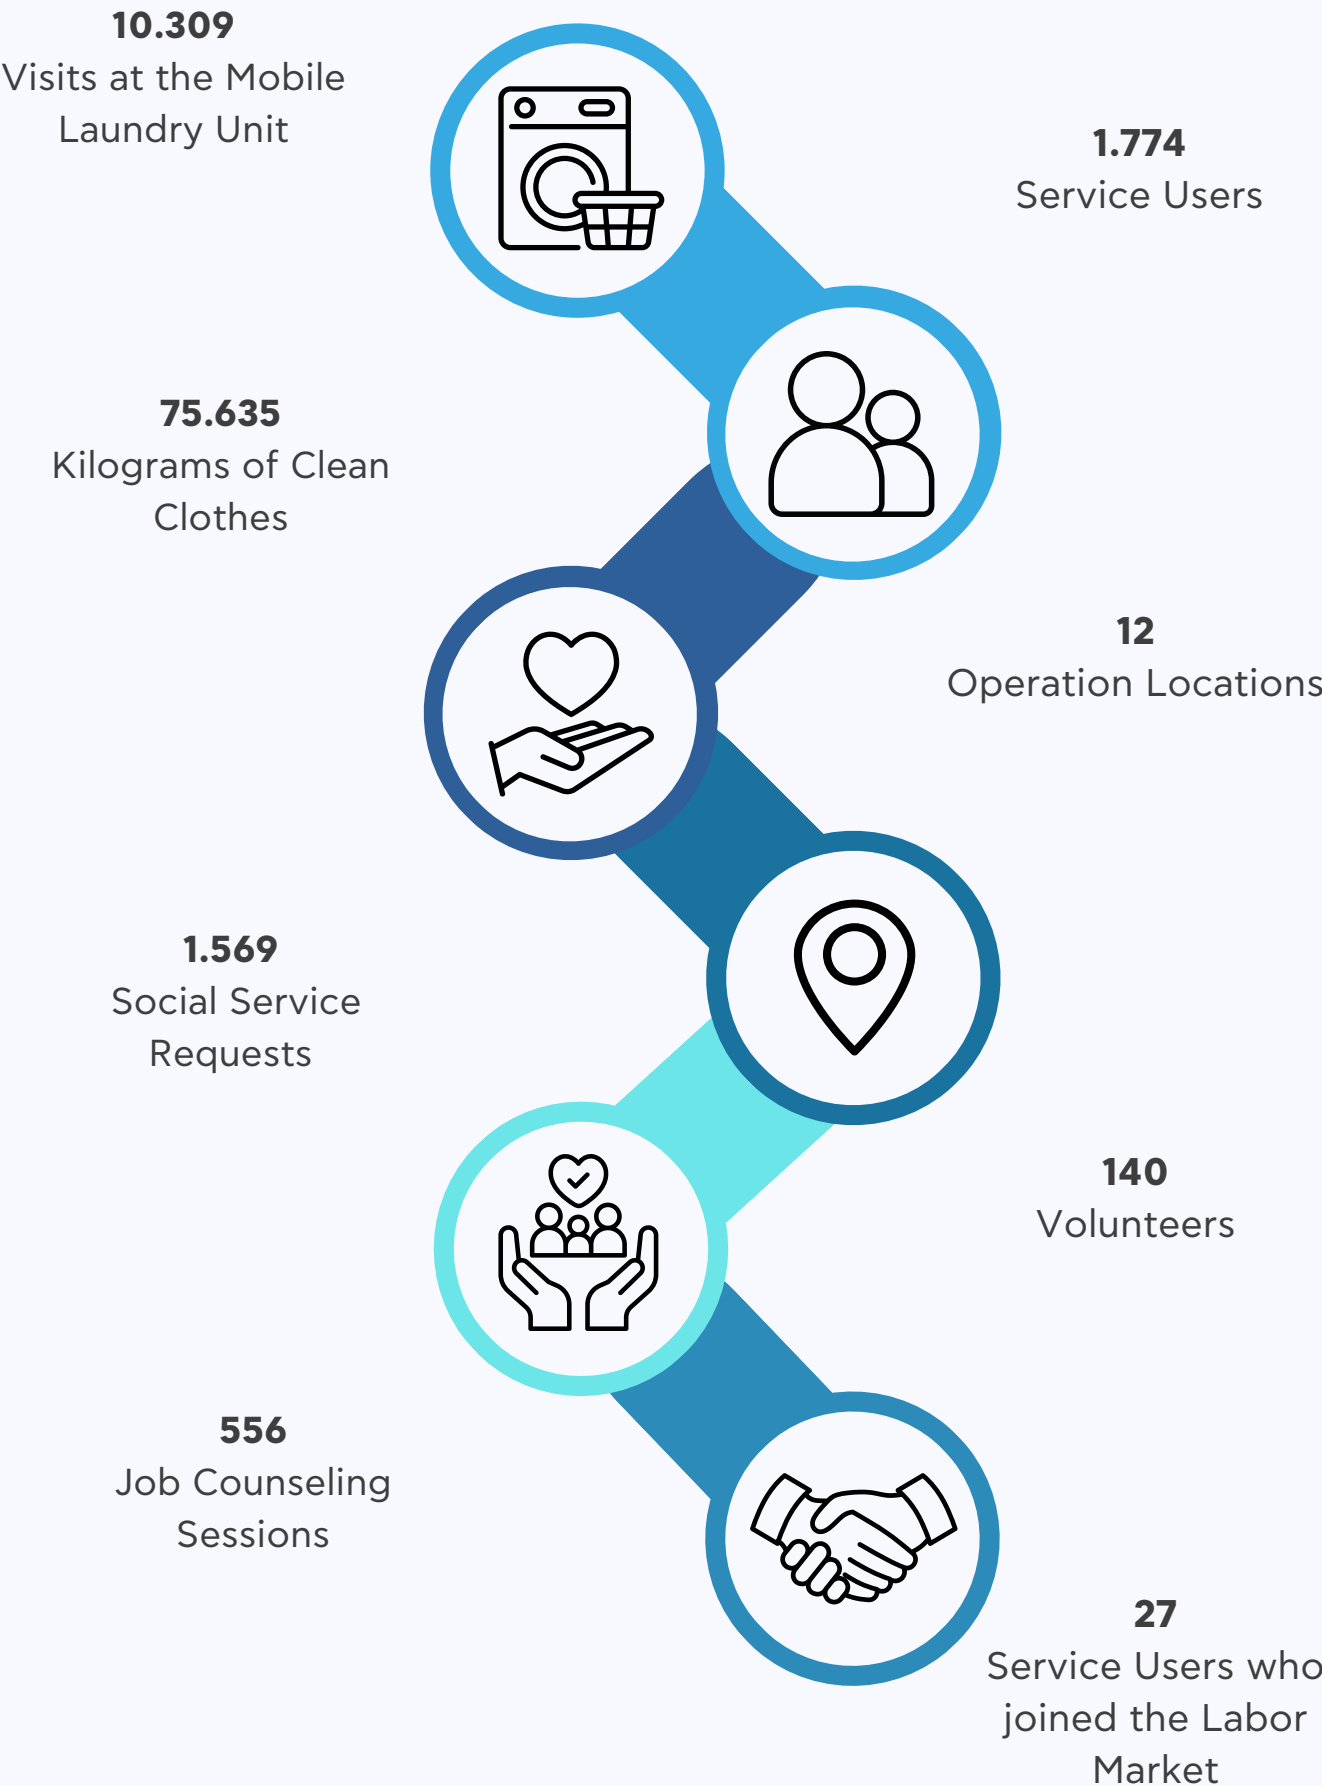 10.309
Visits at the Mobile
Laundry Unit
1.774
Service Users
75.635
Kilograms of Clean
Clothes
12
Operation Locations
1.569
Social Service
Requests
140
Volunteers
556
Job Counseling
Sessions
27
Service Users who
joined the Labor
Market